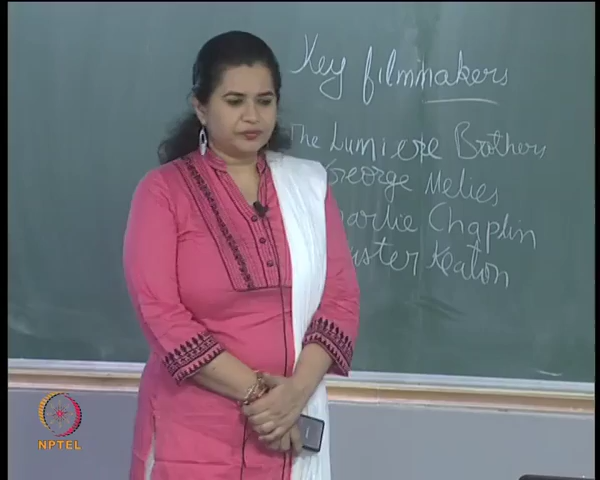 Key filmmakers
The Lumiere Brothers
George Melies
Charlie Chaplin
Buster Keaton
NPTEL